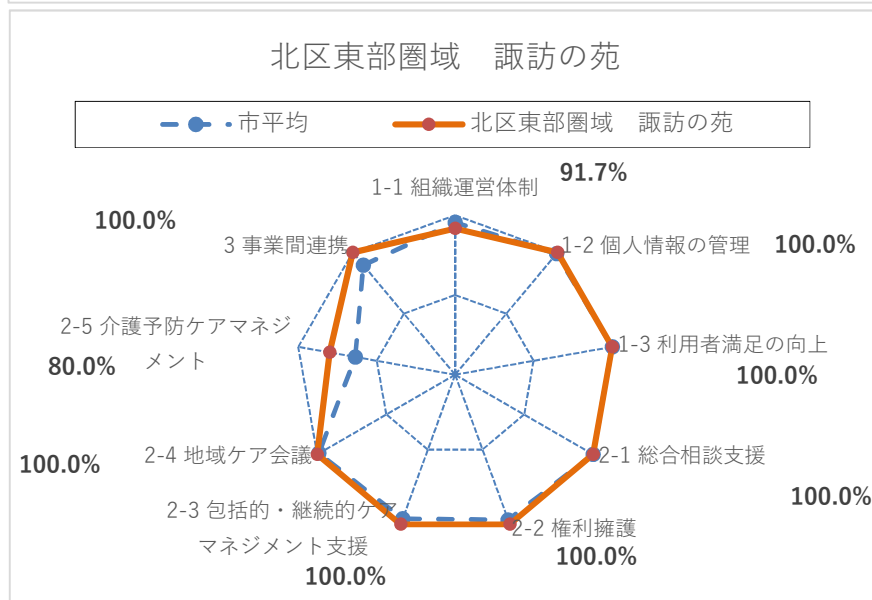 北区東部圏域　諏訪の苑
市平均
北区東部圏域　諏訪の苑
1-1 組織運営体制
91.7%
1-2 個人情報の管理
100.0%
1-3 利用者満足の向上
100.0%
2-1 総合相談支援
100.0%
2-2 権利擁護
100.0%
2-3 包括的・継続的ケア
マネジメント支援
100.0%
2-4 地域ケア会議
100.0%
2-5 介護予防ケアマネジ
メント
80.0%
3 事業間連携
100.0%